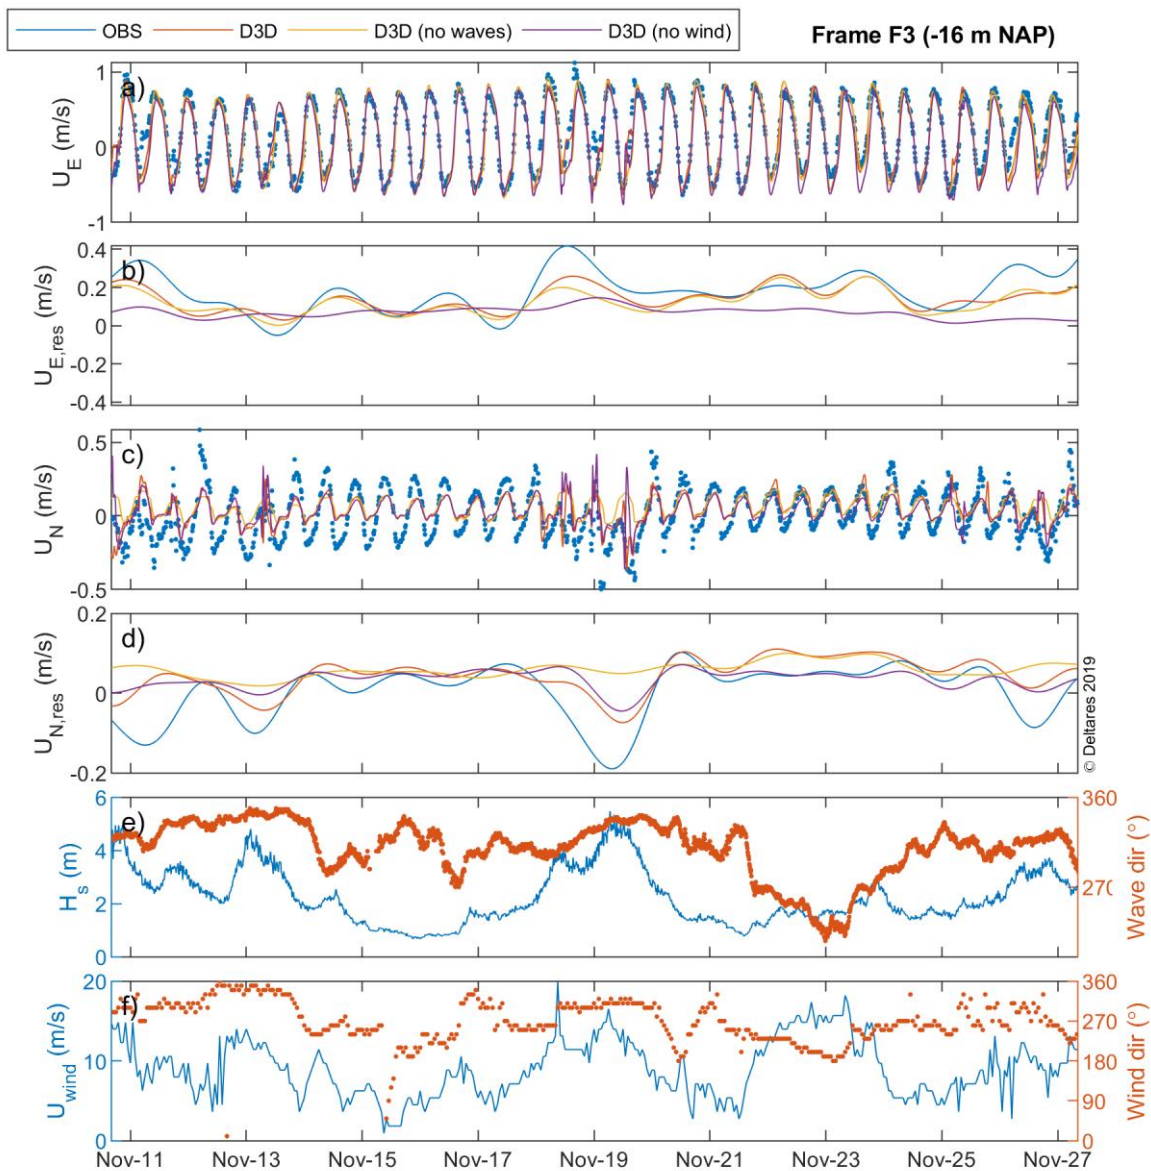 OBS D3D D3D (no waves) D3D (no wind)
Frame F3 (-16 m NAP)
a)
1
0
-1
U_E (m/s)
b)
0.4
0.2
0
-0.2
-0.4
U_E,res (m/s)
c)
0.5
0
-0.5
U_N (m/s)
d)
0.2
0
-0.2
U_N,res (m/s)
© Deltares 2019
e)
6
4
2
0
H_s (m)
360
270
Wave dir (°)
f)
20
10
0
U_wind (m/s)
360
270
180
90
0
Wind dir (°)
Nov-11 Nov-13 Nov-15 Nov-17 Nov-19 Nov-21 Nov-23 Nov-25 Nov-27